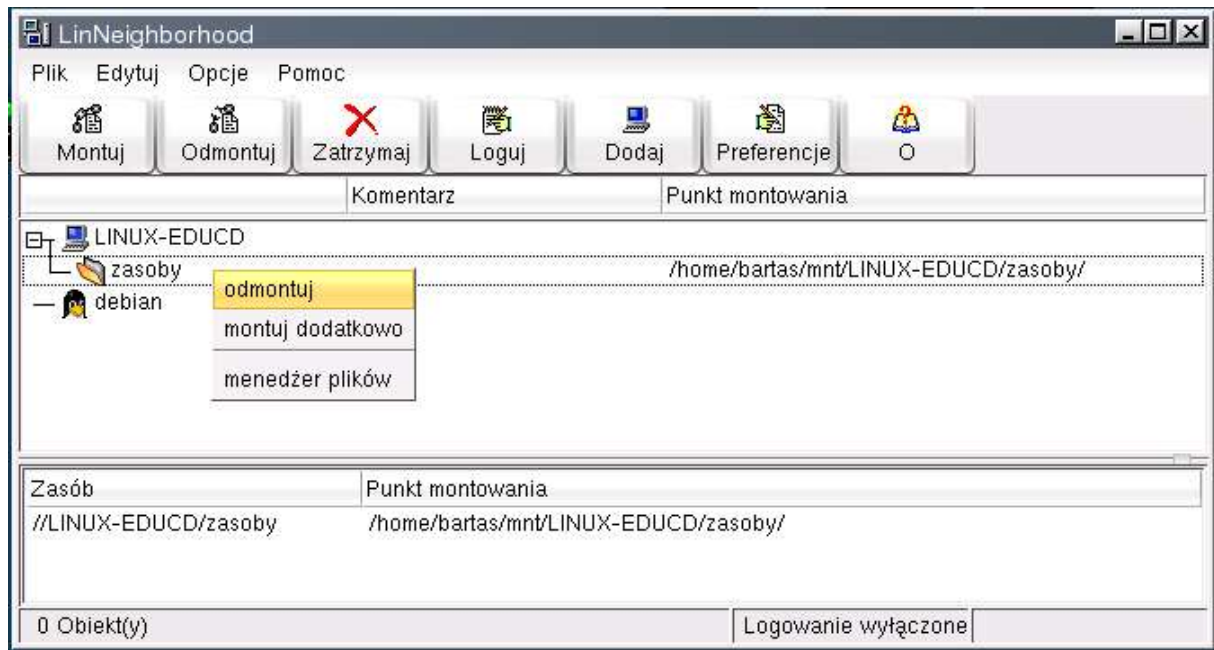 LinNeighborhood
Plik Edytuj Opcje Pomoc
Montuj Odmontuj Zatrzymaj Loguj Dodaj Preferencje O
Komentarz Punkt montowania
LINUX-EDUCD
zasoby /home/bartas/mnt/LINUX-EDUCD/zasoby/
debian
odmontuj
montuj dodatkowo
menedżer plików
Zasób Punkt montowania
//LINUX-EDUCD/zasoby /home/bartas/mnt/LINUX-EDUCD/zasoby/
0 Obiekt(y) Logowanie wyłączone